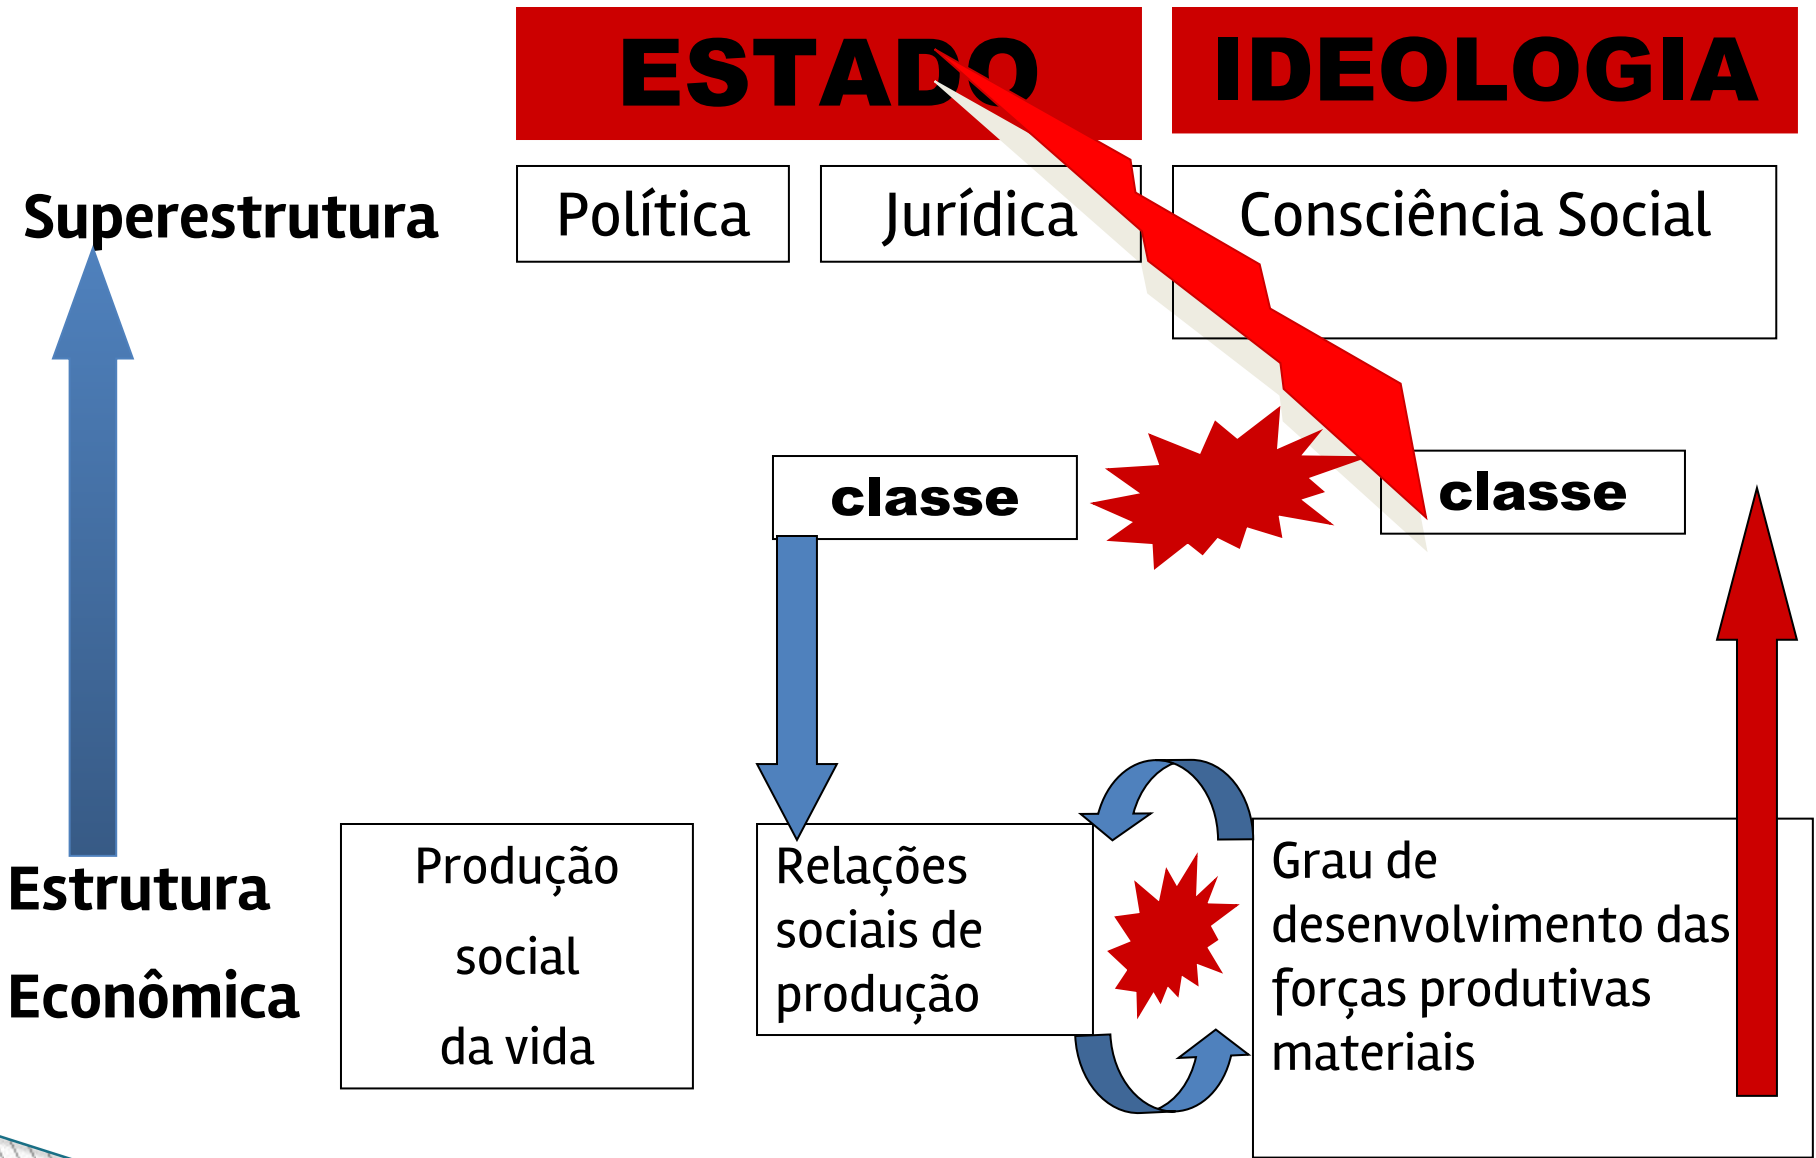 ESTADO
IDEOLOGIA
Superestrutura
Política
Jurídica
Consciência Social
classe
classe
Estrutura
Econômica
Produção
social
da vida
Relações
sociais de
produção
Grau de
desenvolvimento das
forças produtivas
materiais